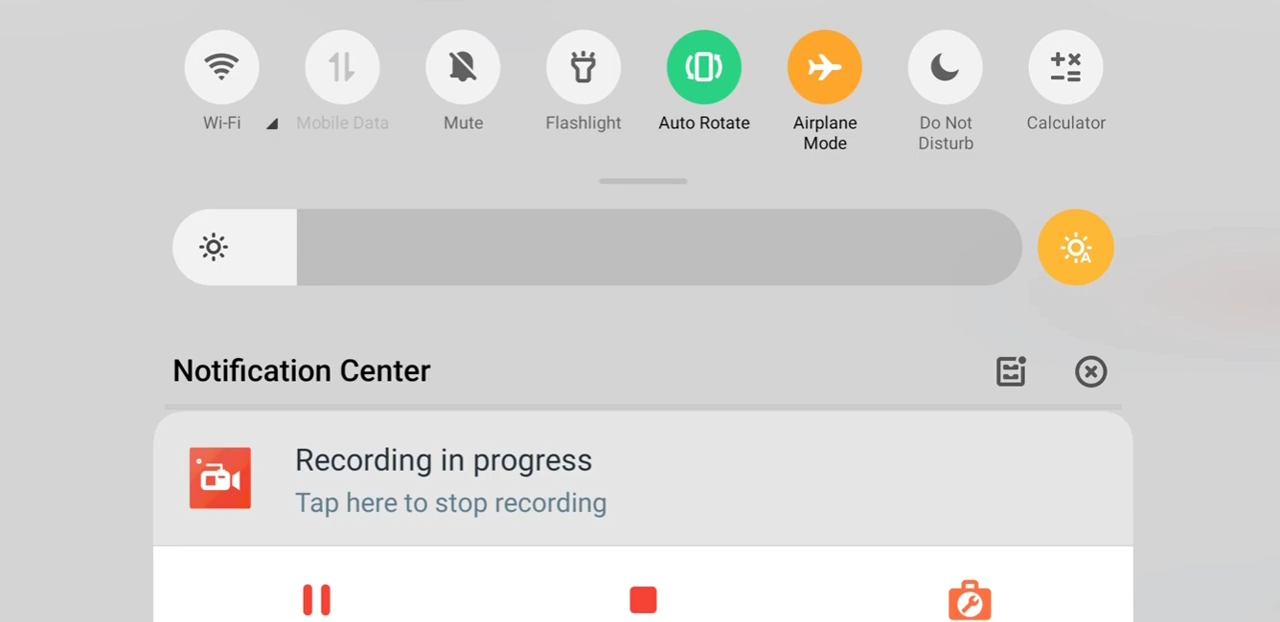 Wi-Fi
Mobile Data
Mute
Flashlight
Auto Rotate
Airplane
Mode
Do Not
Disturb
Calculator
A
Notification Center
Recording in progress
Tap here to stop recording